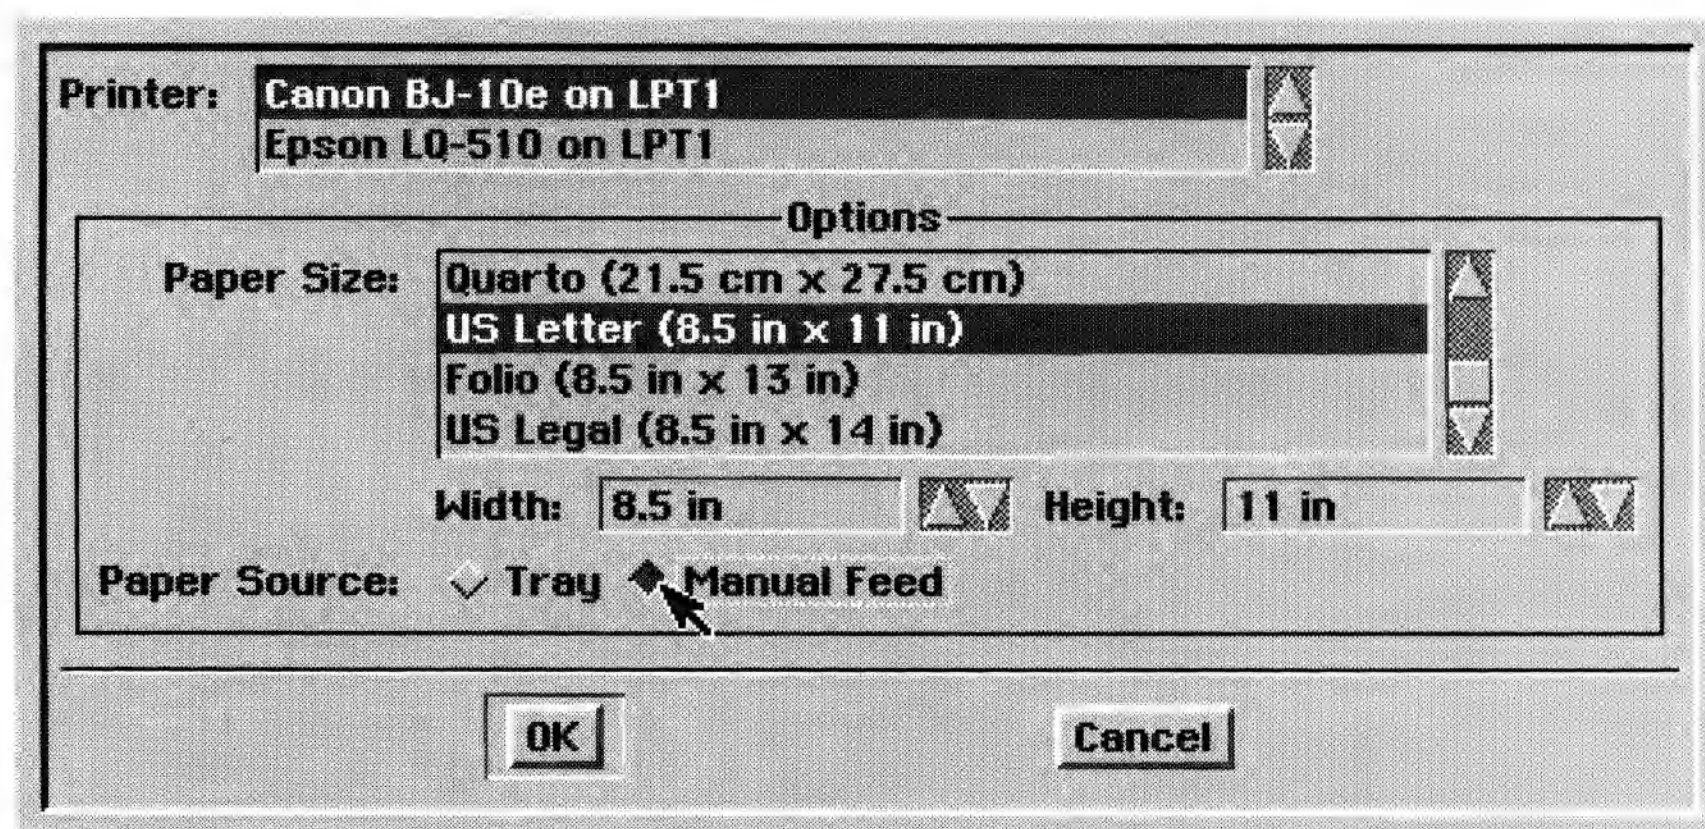 Printer: Canon BJ-10e on LPT1
Epson LQ-510 on LPT1
Options
Paper Size: Quarto (21.5 cm x 27.5 cm)
US Letter (8.5 in x 11 in)
Folio (8.5 in x 13 in)
US Legal (8.5 in x 14 in)
Width: 8.5 in Height: 11 in
Paper Source: Tray Manual Feed
OK Cancel